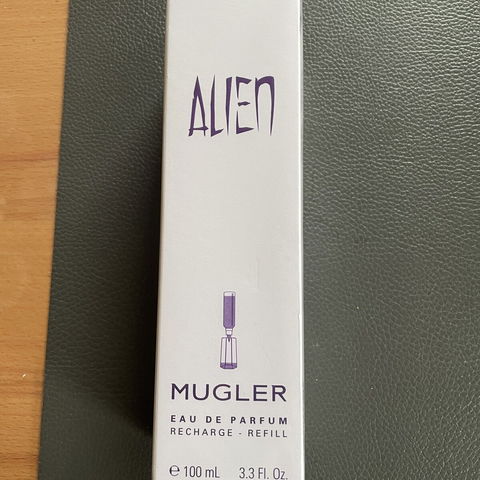 ALIEN
MUGLER
EAU DE PARFUM
RECHARGE - REFILL
℮ 100 mL 3.3 Fl. Oz.